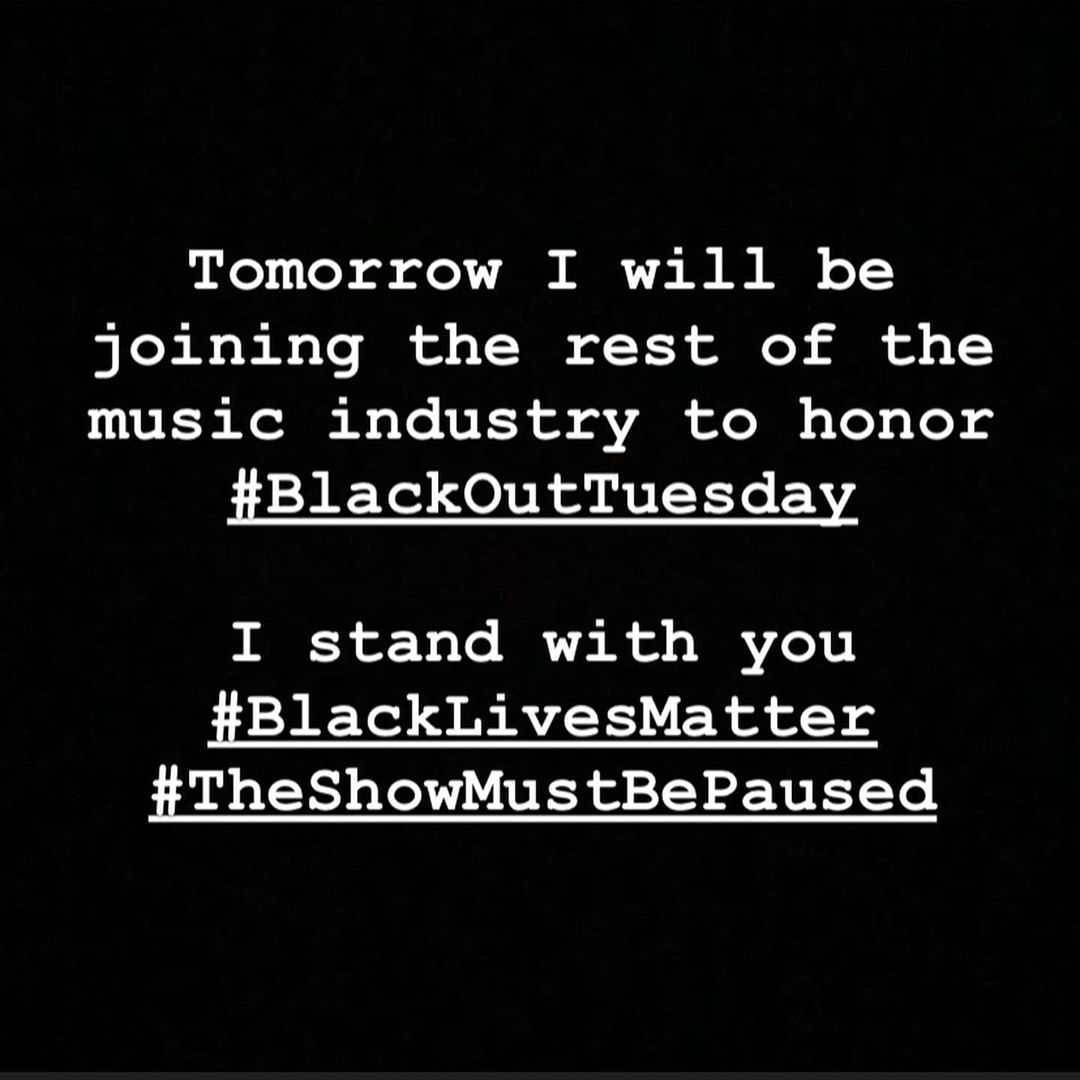 Tomorrow I will be
joining the rest of the
music industry to honor
#BlackOutTuesday
I stand with you
#BlackLivesMatter
#TheShowMustBePaused